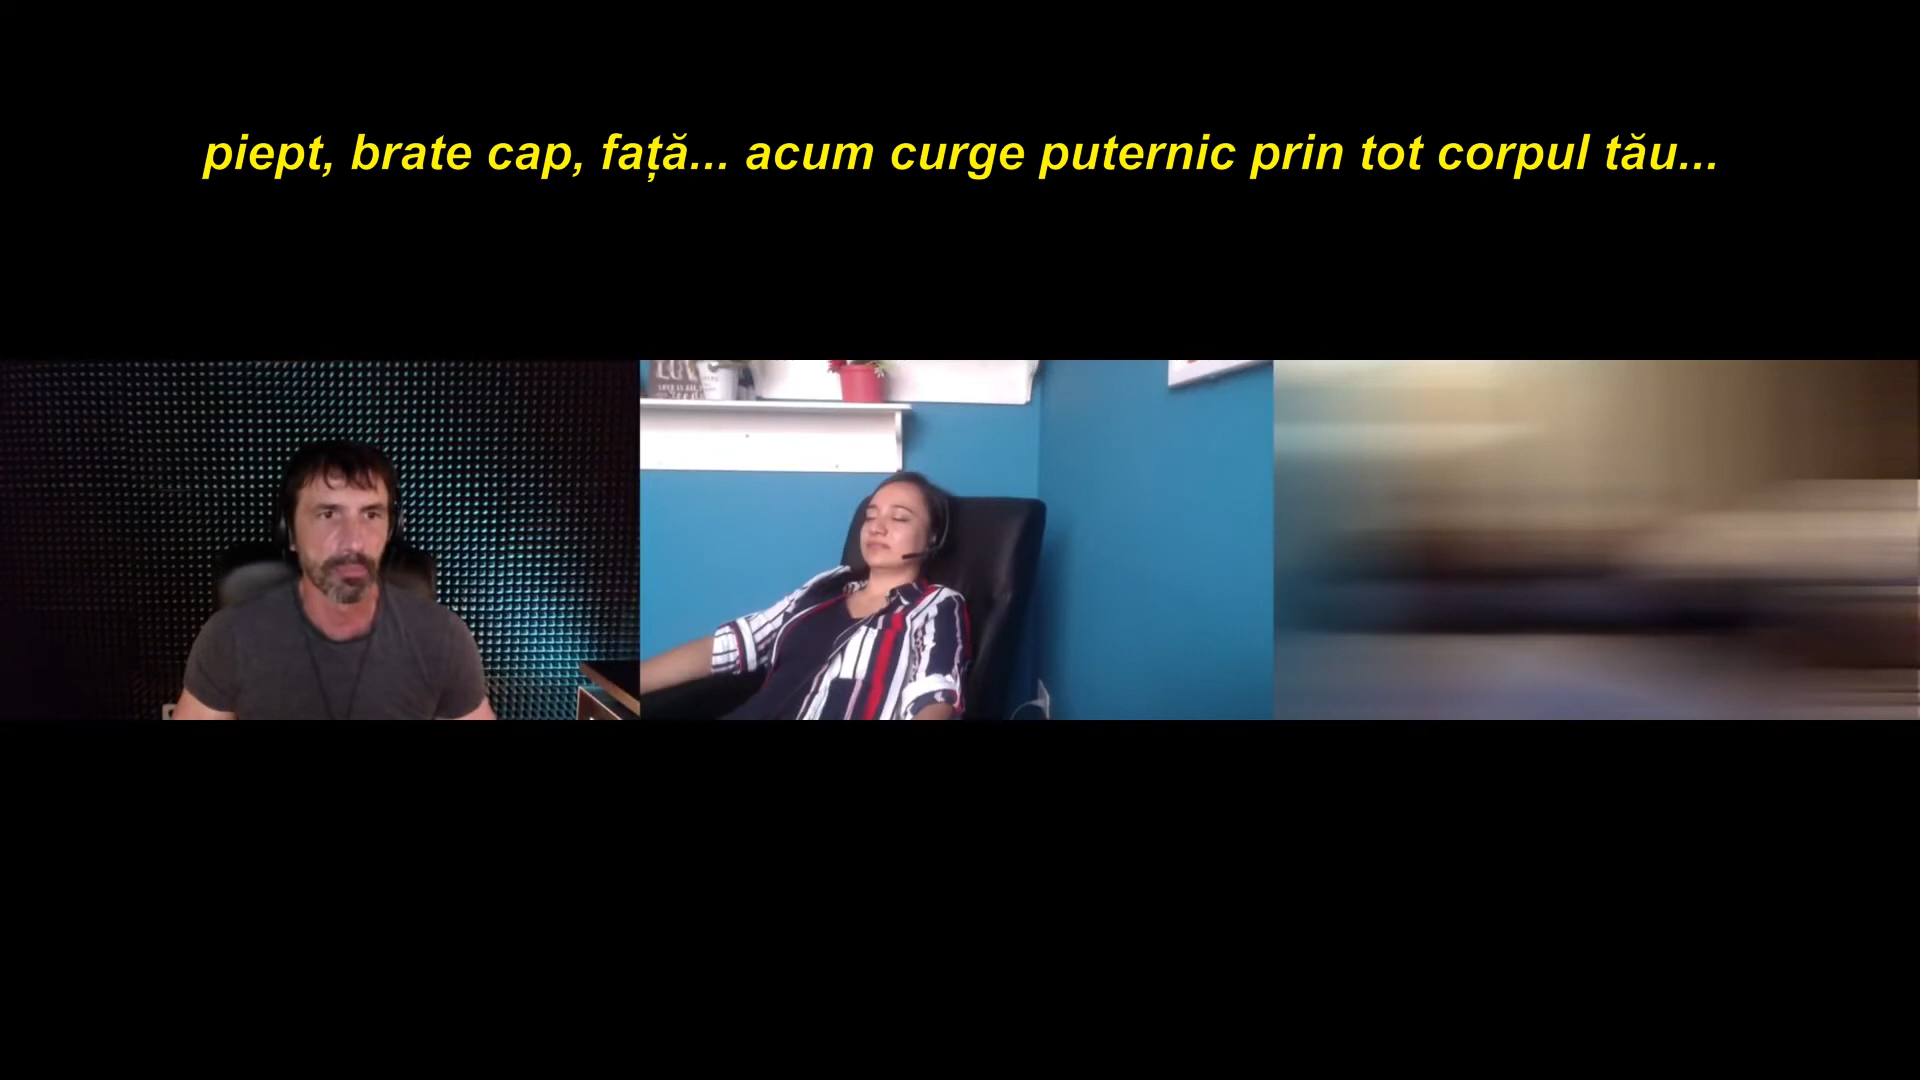 piept, brate cap, față... acum curge puternic prin tot corpul tău...